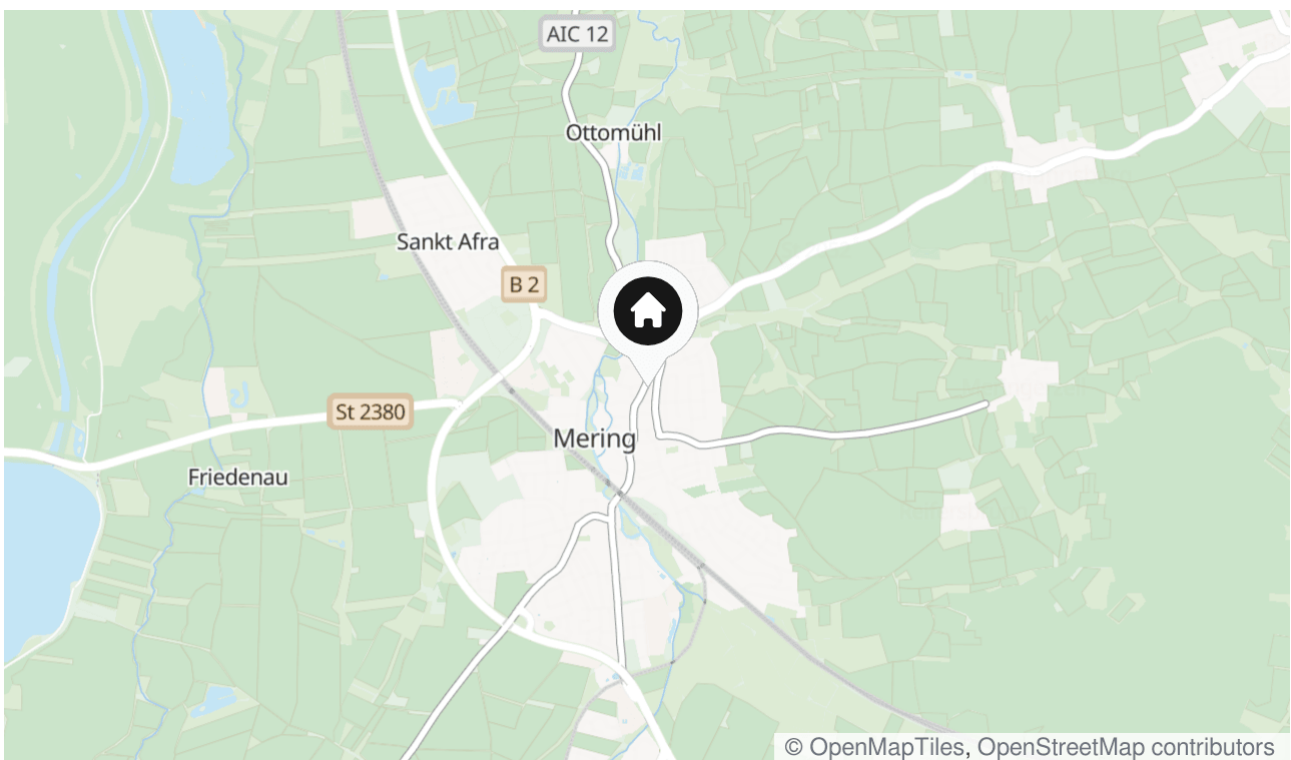 AIC 12
Ottomühl
Sankt Afra
B 2
St 2380
Mering
Friedenau
© OpenMapTiles, OpenStreetMap contributors